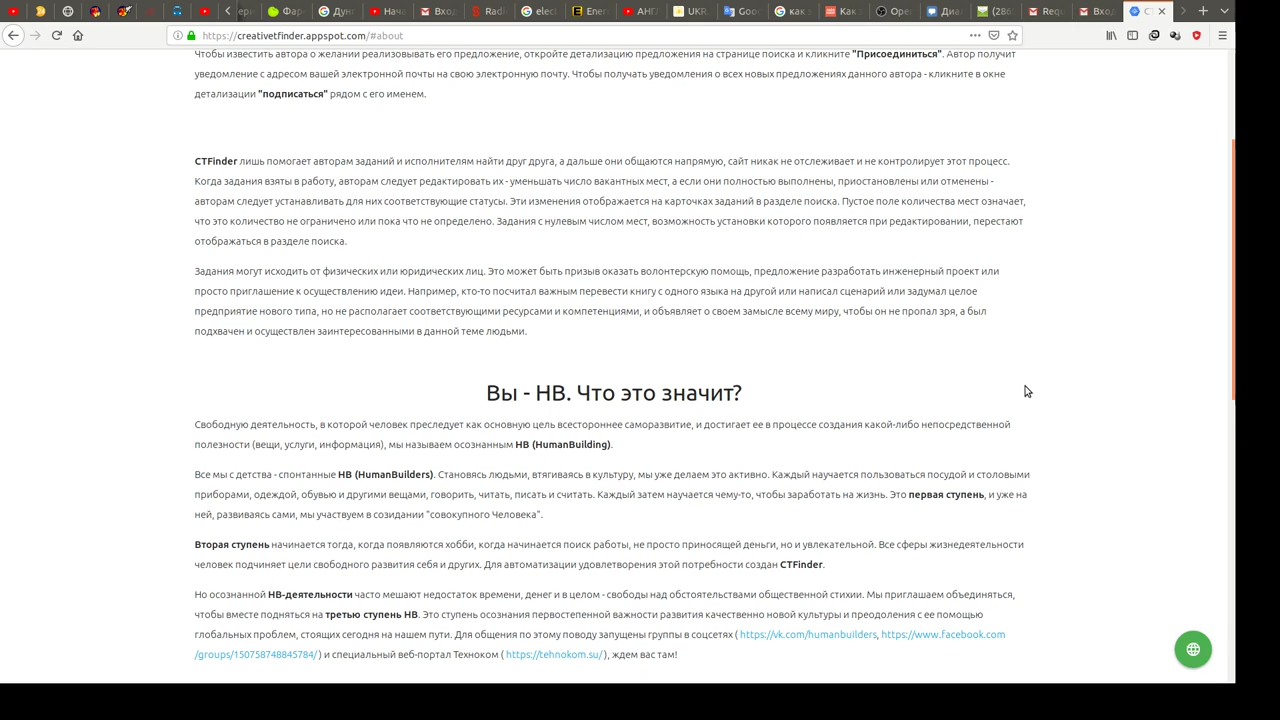 ери
Фар
Дун
Нача
Вхо
Radi
elect
Ener
АНГ
UKR.
Goo
как
Как
Ope
Диа
(286
Requ
Вхо
СТ
https://creativetfinder.appspot.com/#about
Чтобы известить автора о желании реализовывать его предложение, откройте детализацию предложения на странице поиска и кликните "Присоединиться". Автор получит
уведомление с адресом вашей электронной почты на свою электронную почту. Чтобы получать уведомления о всех новых предложениях данного автора - кликните в окне
детализации "подписаться" рядом с его именем.
CTFinder лишь помогает авторам заданий и исполнителям найти друг друга, а дальше они общаются напрямую, сайт никак не отслеживает и не контролирует этот процесс.
Когда задания взяты в работу, авторам следует редактировать их - уменьшать число вакантных мест, а если они полностью выполнены, приостановлены или отменены -
авторам следует устанавливать для них соответствующие статусы. Эти изменения отображается на карточках заданий в разделе поиска. Пустое поле количества мест означает,
что это количество не ограничено или пока что не определено. Задания с нулевым числом мест, возможность установки которого появляется при редактировании, перестают
отображаться в разделе поиска.
Задания могут исходить от физических или юридических лиц. Это может быть призыв оказать волонтерскую помощь, предложение разработать инженерный проект или
просто приглашение к осуществлению идеи. Например, кто-то посчитал важным перевести книгу с одного языка на другой или написал сценарий или задумал целое
предприятие нового типа, но не располагает соответствующими ресурсами и компетенциями, и объявляет о своем замысле всему миру, чтобы он не пропал зря, а был
подхвачен и осуществлен заинтересованными в данной теме людьми.
Вы - HB. Что это значит?
Свободную деятельность, в которой человек преследует как основную цель всестороннее саморазвитие, и достигает ее в процессе создания какой-либо непосредственной
полезности (вещи, услуги, информация), мы называем осознанным HB (HumanBuilding).
Все мы с детства - спонтанные HB (HumanBuilders). Становясь людьми, втягиваясь в культуру, мы уже делаем это активно. Каждый научается пользоваться посудой и столовыми
приборами, одеждой, обувью и другими вещами, говорить, читать, писать и считать. Каждый затем научается чему-то, чтобы заработать на жизнь. Это первая ступень, и уже на
ней, развиваясь сами, мы участвуем в созидании "совокупного Человека".
Вторая ступень начинается тогда, когда появляются хобби, когда начинается поиск работы, не просто приносящей деньги, но и увлекательной. Все сферы жизнедеятельности
человек подчиняет цели свободного развития себя и других. Для автоматизации удовлетворения этой потребности создан CTFinder.
Но осознанной HB-деятельности часто мешают недостаток времени, денег и в целом - свободы над обстоятельствами общественной стихии. Мы приглашаем объединяться,
чтобы вместе подняться на третью ступень HB. Это ступень осознания первостепенной важности развития качественно новой культуры и преодоления с ее помощью
глобальных проблем, стоящих сегодня на нашем пути. Для общения по этому поводу запущены группы в соцсетях ( https://vk.com/humanbuilders, https://www.facebook.com
/groups/150758748845784/ ) и специальный веб-портал Техноком ( https://tehnokom.su/ ), ждем вас там!